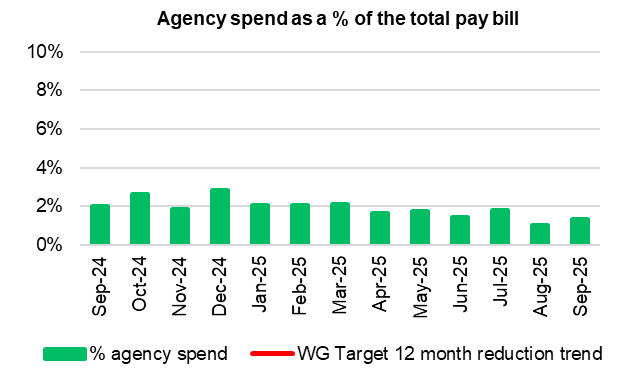 Agency spend as a % of the total pay bill
10%
8%
6%
4%
2%
0%
Sep-24
Oct-24
Nov-24
Dec-24
Jan-25
Feb-25
Mar-25
Apr-25
May-25
Jun-25
Jul-25
Aug-25
Sep-25
% agency spend WG Target 12 month reduction trend